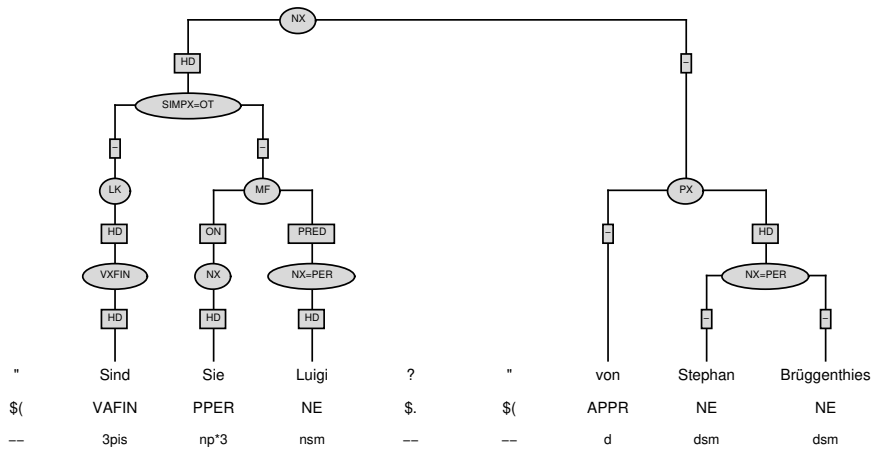 NX
HD –
SIMPX=OT
– –
LK MF PX
HD ON PRED – HD
VXFIN NX NX=PER NX=PER
HD HD HD – –
" Sind Sie Luigi ? " von Stephan Brüggenthies
$( VAFIN PPER NE $. $( APPR NE NE
−− 3pis np*3 nsm −− −− d dsm dsm